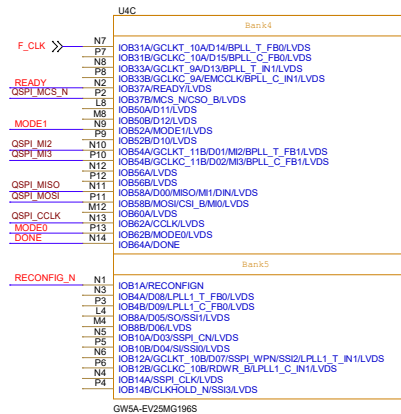 U4C
Bank4
F_CLK N7 IOB31A/GCLKT_10A/D14/BPLL_T_FB0/LVDS
P7 IOB31B/GCLKC_10A/D15/BPLL_C_FB0/LVDS
N8 IOB33A/GCLKT_9A/D13/BPLL_T_IN1/LVDS
P8 IOB33B/GCLKC_9A/EMCCLK/BPLL_C_IN1/LVDS
READY N2 IOB37A/READY/LVDS
QSPI_MCS_N P2 IOB37B/MCS_N/CSO_B/LVDS
L8 IOB50A/D11/LVDS
M8 IOB50B/D12/LVDS
MODE1 N9 IOB52A/MODE1/LVDS
P9 IOB52B/D10/LVDS
QSPI_MI2 N10 IOB54A/GCLKT_11B/D01/MI2/BPLL_T_FB1/LVDS
QSPI_MI3 P10 IOB54B/GCLKC_11B/D02/MI3/BPLL_C_FB1/LVDS
N12 IOB56A/LVDS
P12 IOB56B/LVDS
QSPI_MISO N11 IOB58A/D00/MISO/MI1/DIN/LVDS
QSPI_MOSI P11 IOB58B/MOSI/CSI_B/MI0/LVDS
M12 IOB60A/LVDS
QSPI_CCLK N13 IOB62A/CCLK/LVDS
MODE0 P13 IOB62B/MODE0/LVDS
DONE N14 IOB64A/DONE
Bank5
RECONFIG_N N1 IOB1A/RECONFIGN
N3 IOB4A/D08/LPLL1_T_FB0/LVDS
P3 IOB4B/D09/LPLL1_C_FB0/LVDS
L4 IOB8A/D05/SO/SSI1/LVDS
M4 IOB8B/D06/LVDS
N5 IOB10A/D03/SSPI_CN/LVDS
P5 IOB10B/D04/SI/SSI0/LVDS
N6 IOB12A/GCLKT_10B/D07/SSPI_WPN/SSI2/LPLL1_T_IN1/LVDS
P6 IOB12B/GCLKC_10B/RDWR_B/LPLL1_C_IN1/LVDS
N4 IOB14A/SSPI_CLK/LVDS
P4 IOB14B/CLKHOLD_N/SSI3/LVDS
GW5A-EV25MG196S